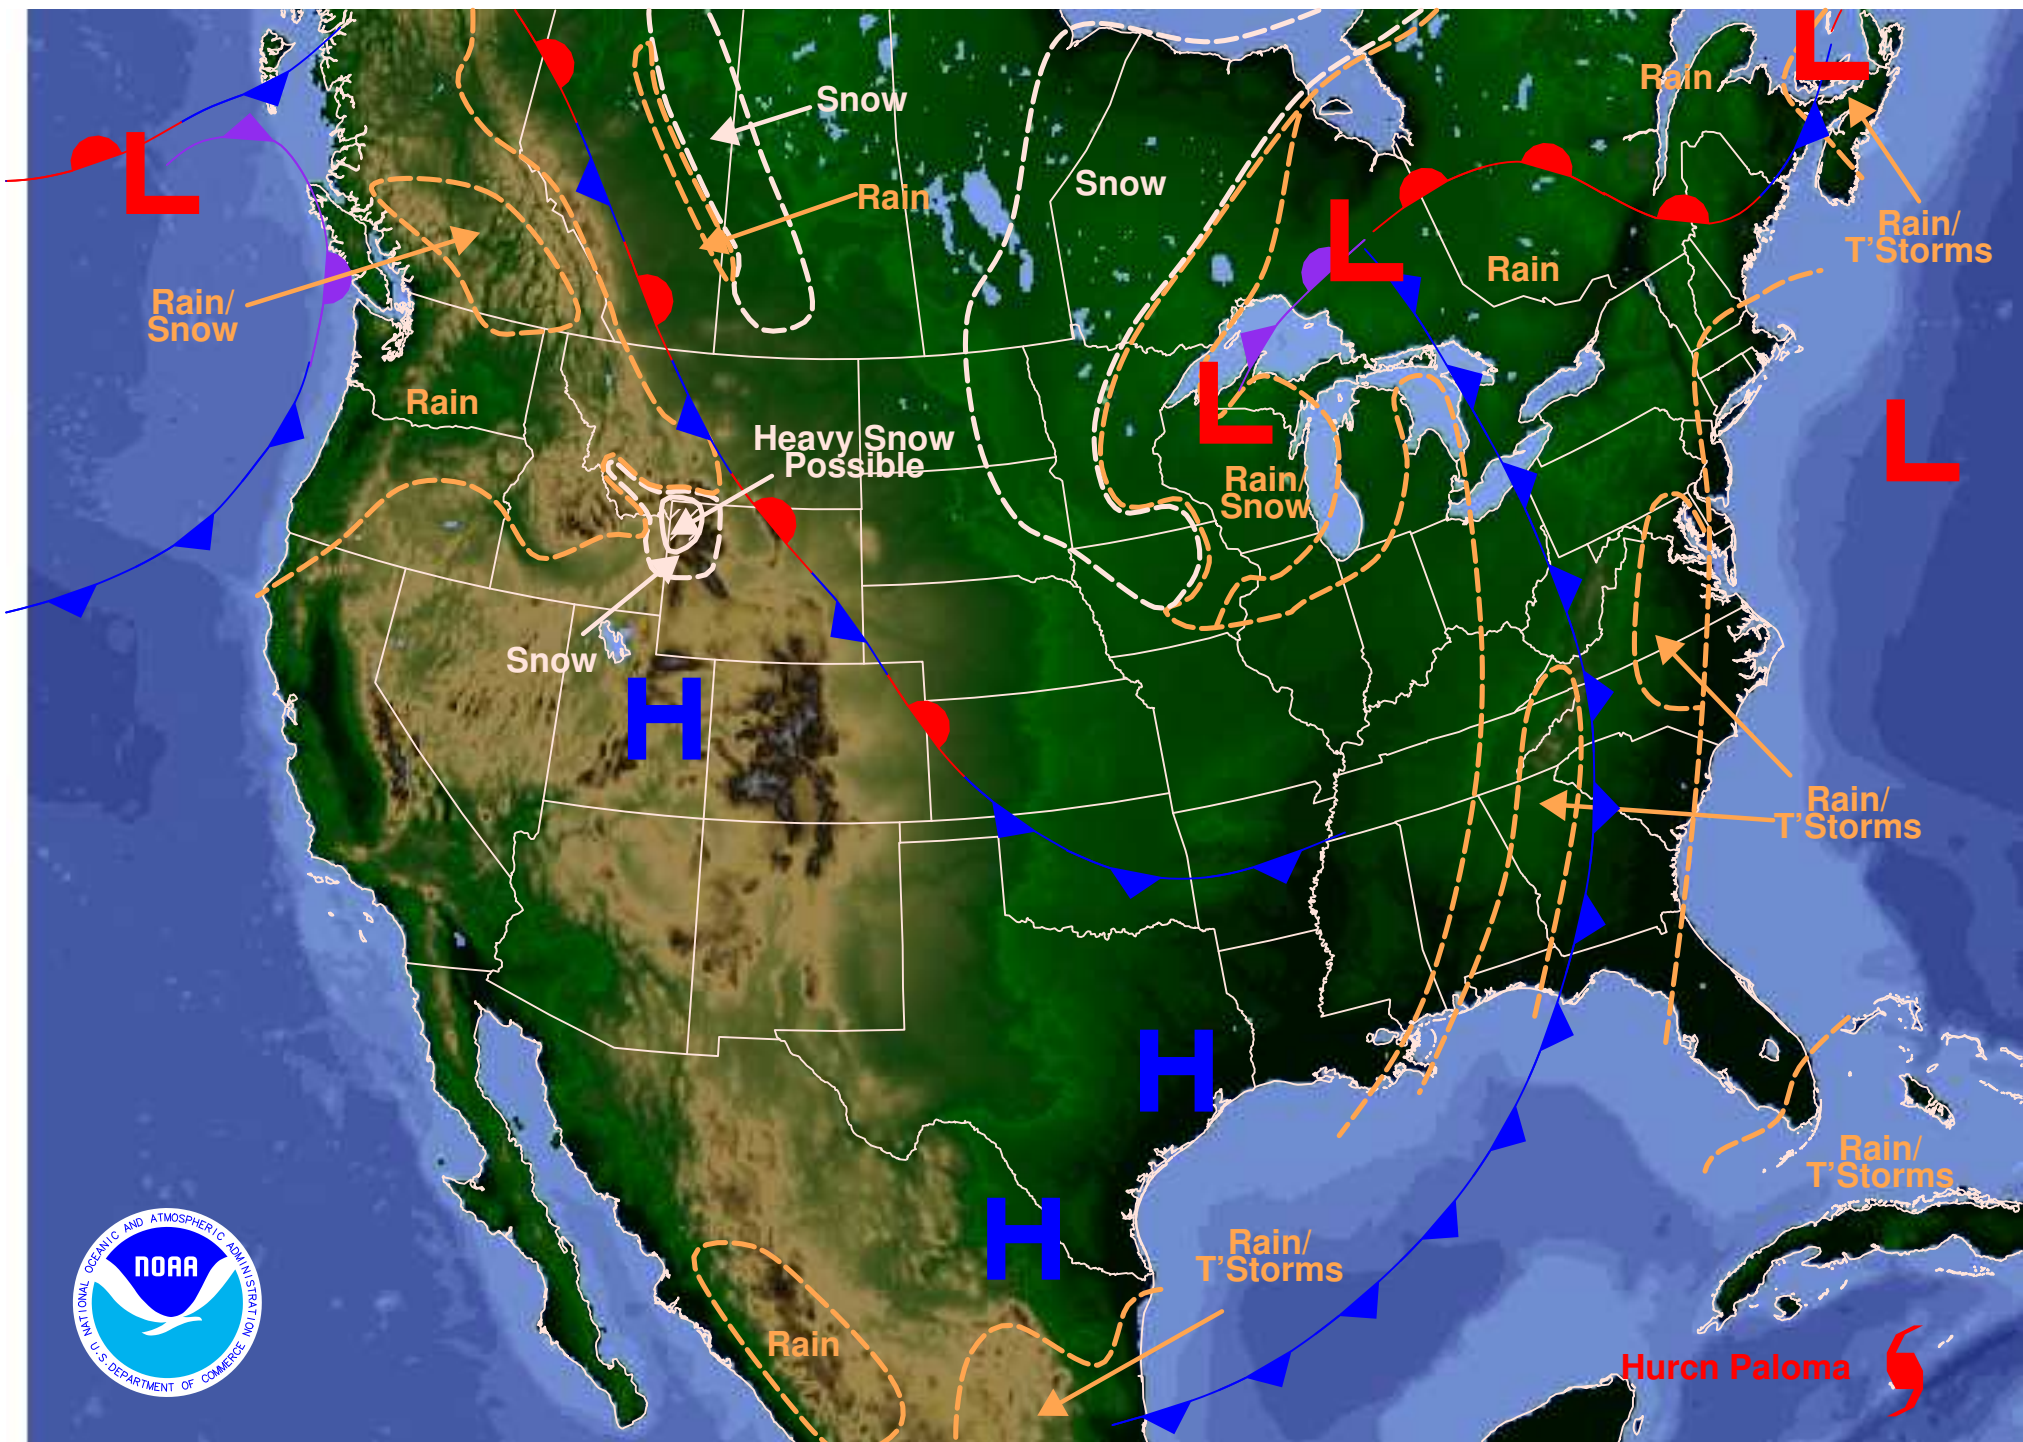 L
Rain
Snow
Rain/
T'Storms
L
Snow
Rain
L
Rain
Rain/
Snow
Rain
L
L
Heavy Snow
Possible
Rain/
Snow
Snow
H
Rain/
T'Storms
H
Rain/
T'Storms
H
Rain/
T'Storms
Rain
Hurcn Paloma
NATIONAL OCEANIC AND ATMOSPHERIC ADMINISTRATION
NOAA
U.S. DEPARTMENT OF COMMERCE